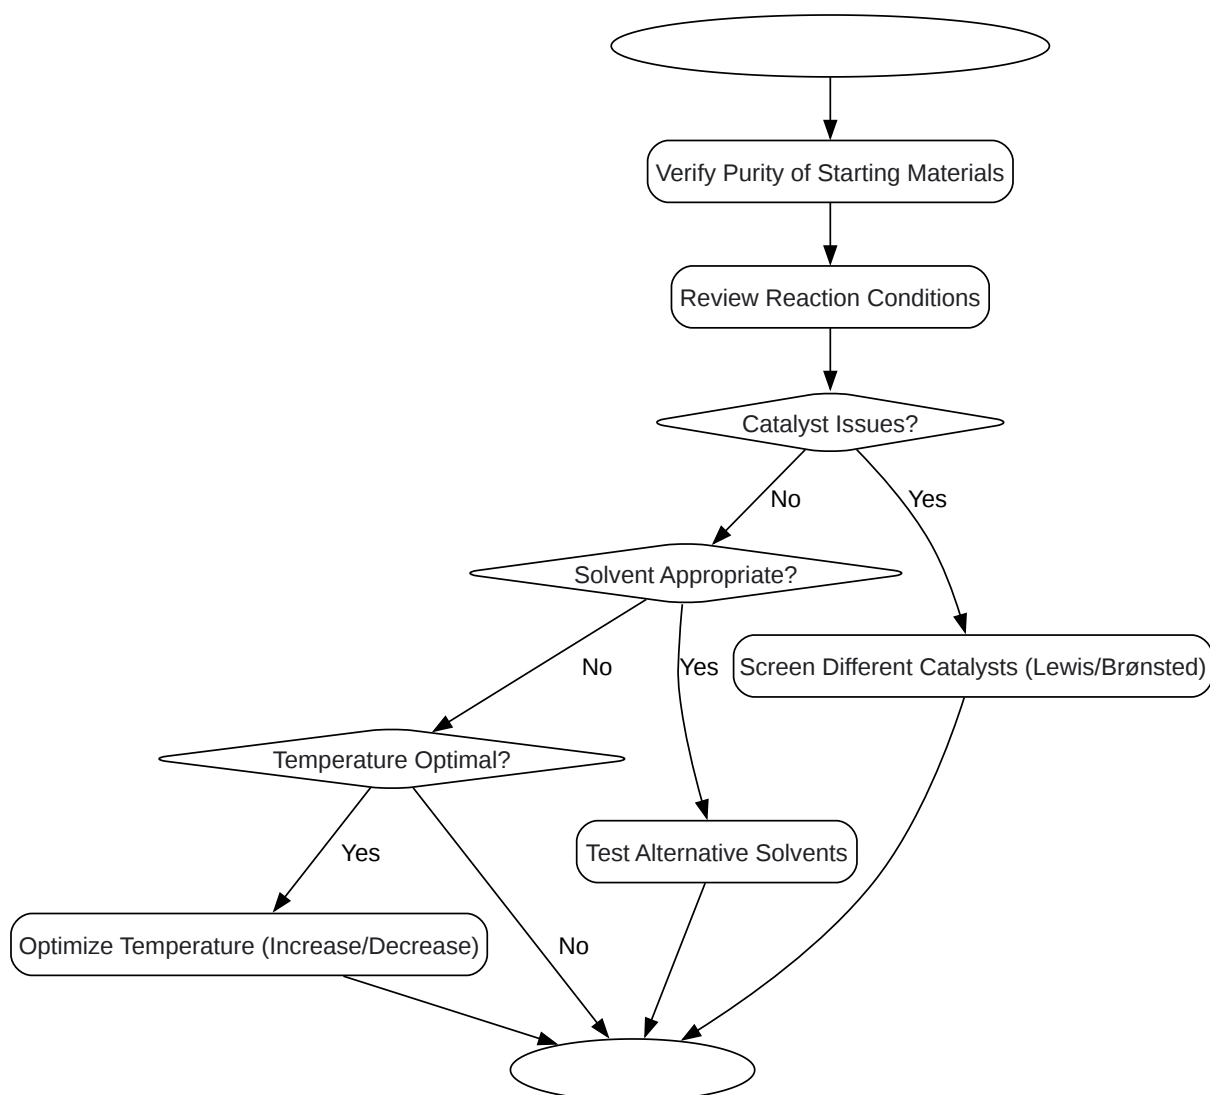 Verify Purity of Starting Materials
Review Reaction Conditions
Catalyst Issues?
No
Yes
Solvent Appropriate?
No
Yes
Screen Different Catalysts (Lewis/Brønsted)
Temperature Optimal?
Yes
Test Alternative Solvents
Optimize Temperature (Increase/Decrease)
No